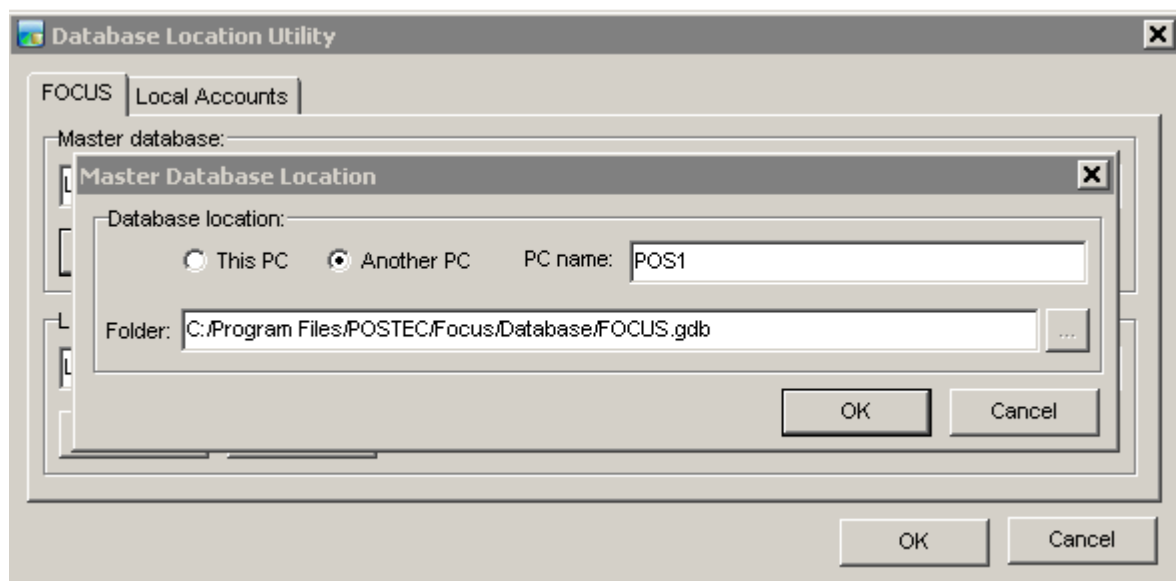 Database Location Utility
FOCUS Local Accounts
Master database:
Master Database Location
Database location:
This PC Another PC PC name: POS1
Folder: C:/Program Files/POSTEC/Focus/Database/FOCUS.gdb ...
OK Cancel
OK Cancel